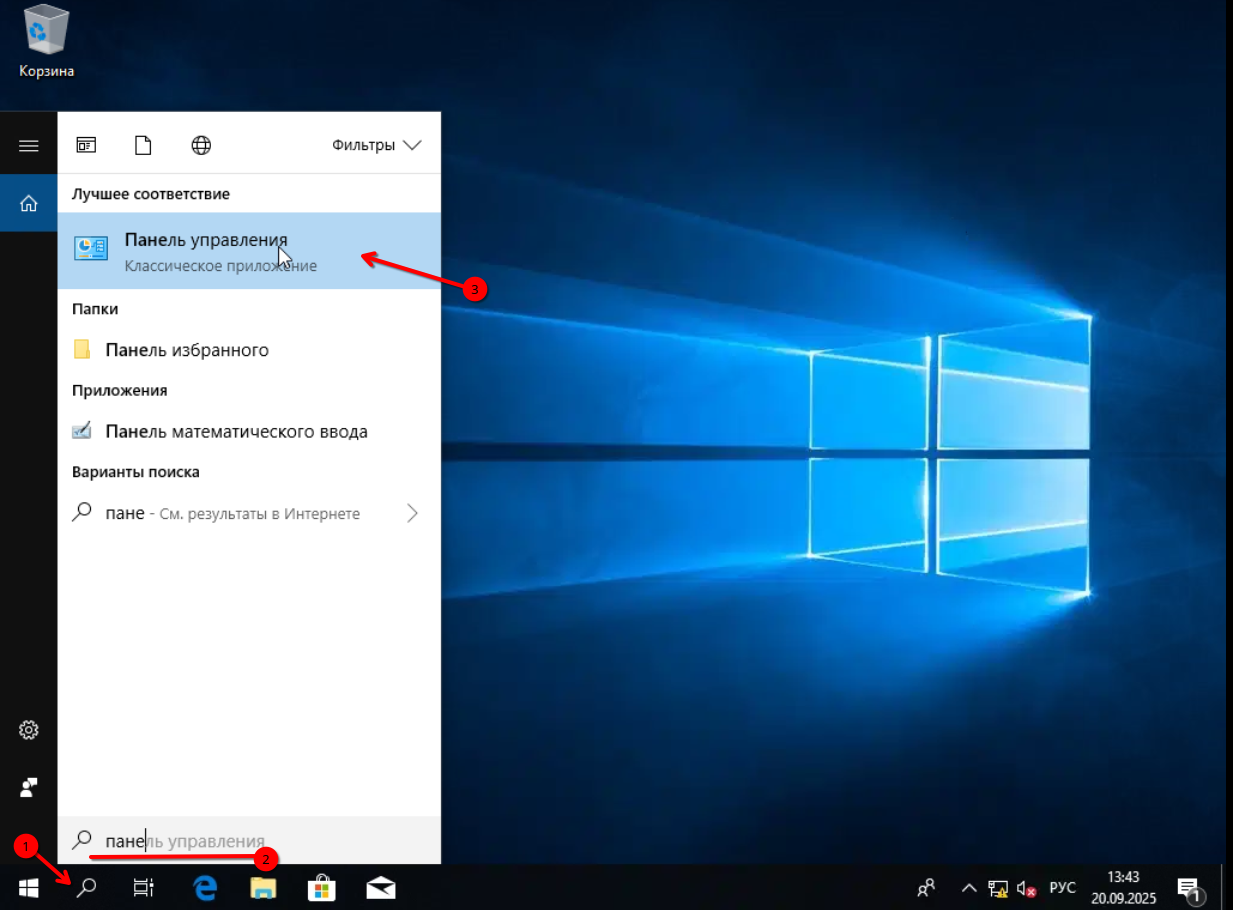 Корзина
Фильтры
Лучшее соответствие
Панель управления
Классическое приложение
3
Папки
Панель избранного
Приложения
Панель математического ввода
Варианты поиска
пане - См. результаты в Интернете
панель управления
1
2
РУС
13:43
20.09.2025
1